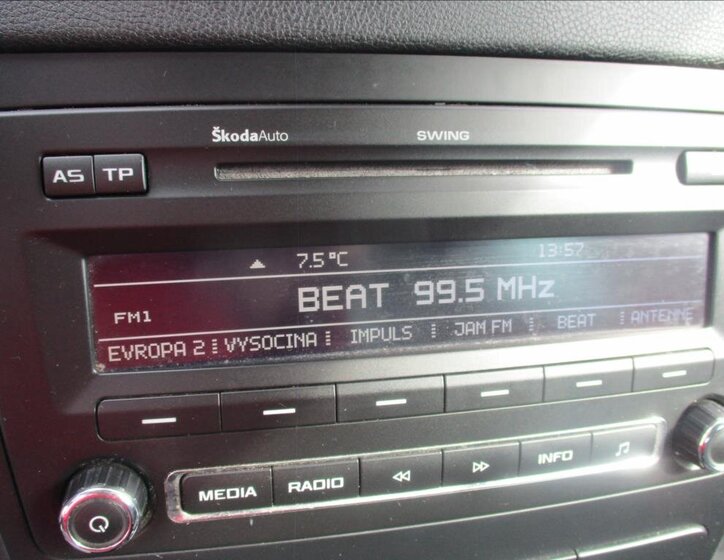 ŠkodaAuto SWING
AS TP
7.5°C 13:57
BEAT 99.5 MHz
FM1
EVROPA 2 VYSOCINA IMPULS JAM FM BEAT ANTENNE
MEDIA RADIO INFO